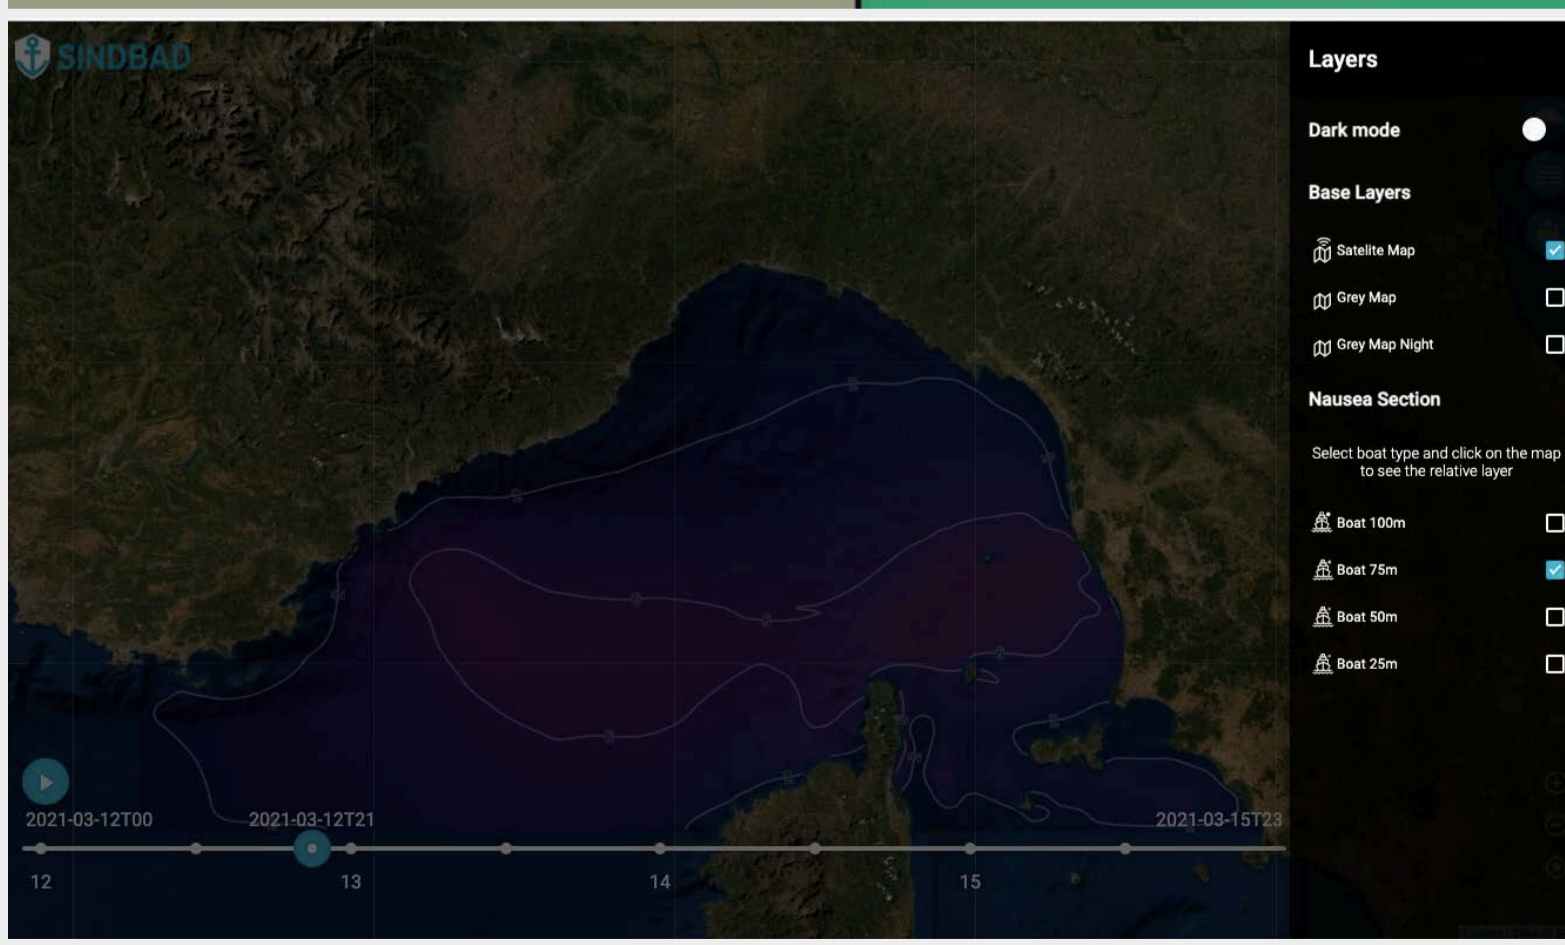 SINDBAD
Layers
Dark mode
Base Layers
Satelite Map
Grey Map
Grey Map Night
Nausea Section
Select boat type and click on the map
to see the relative layer
Boat 100m
Boat 75m
Boat 50m
Boat 25m
2021-03-12T00
2021-03-12T21
2021-03-15T23
12
13
14
15